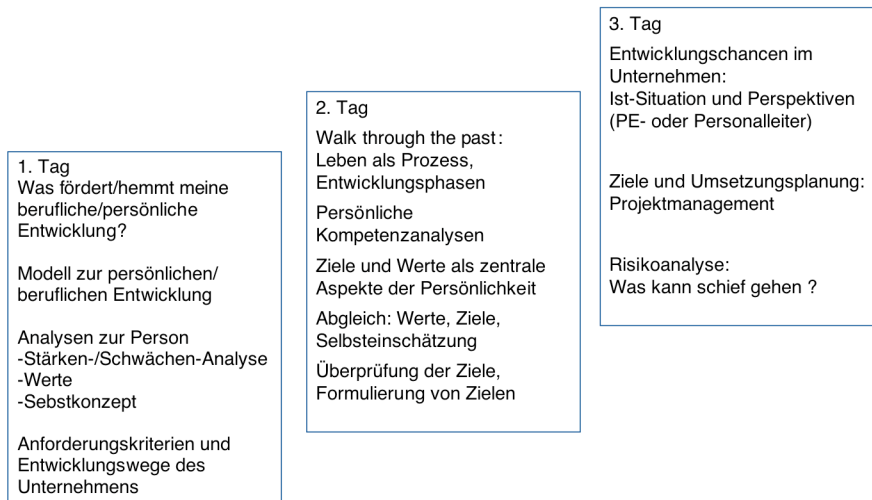 1. Tag
Was fördert/hemmt meine
berufliche/persönliche
Entwicklung?
Modell zur persönlichen/
beruflichen Entwicklung
Analysen zur Person
-Stärken-/Schwächen-Analyse
-Werte
-Sebstkonzept
Anforderungskriterien und
Entwicklungswege des
Unternehmens
2. Tag
Walk through the past:
Leben als Prozess,
Entwicklungsphasen
Persönliche
Kompetenzanalysen
Ziele und Werte als zentrale
Aspekte der Persönlichkeit
Abgleich: Werte, Ziele,
Selbsteinschätzung
Überprüfung der Ziele,
Formulierung von Zielen
3. Tag
Entwicklungschancen im
Unternehmen:
Ist-Situation und Perspektiven
(PE- oder Personalleiter)
Ziele und Umsetzungsplanung:
Projektmanagement
Risikoanalyse:
Was kann schief gehen ?